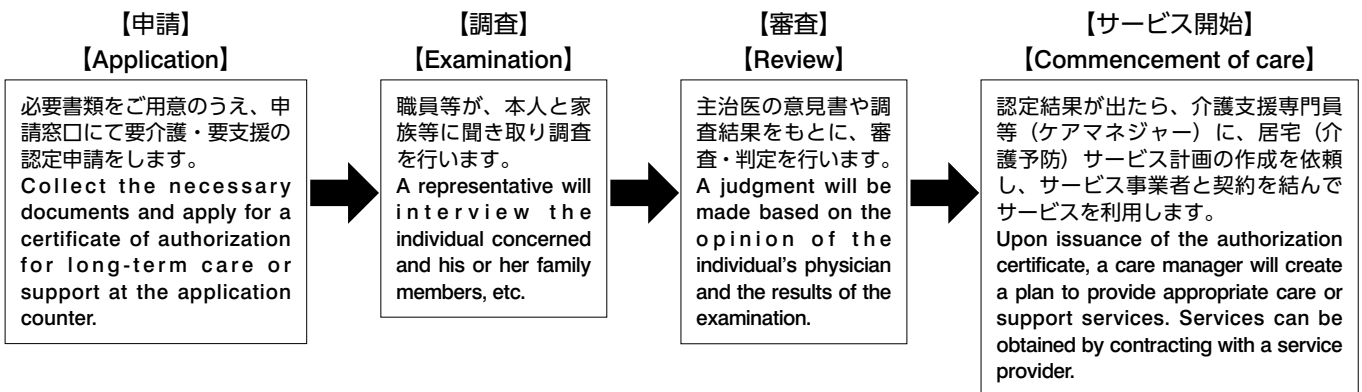 【申請】
【Application】
必要書類をご用意のうえ、申
請窓口にて要介護・要支援の
認定申請をします。
Collect the necessary
documents and apply for a
certificate of authorization
for long-term care or
support at the application
counter.
【調査】
【Examination】
職員等が、本人と家
族等に聞き取り調査
を行います。
A representative will
interview the
individual concerned
and his or her family
members, etc.
【審査】
【Review】
主治医の意見書や調
査結果をもとに、審
査・判定を行います。
A judgment will be
made based on the
opinion of the
individual's physician
and the results of the
examination.
【サービス開始】
【Commencement of care】
認定結果が出たら、介護支援専門員
等（ケアマネジャー）に、居宅（介
護予防）サービス計画の作成を依頼
し、サービス事業者と契約を結んで
サービスを利用します。
Upon issuance of the authorization
certificate, a care manager will create
a plan to provide appropriate care or
support services. Services can be
obtained by contracting with a service
provider.